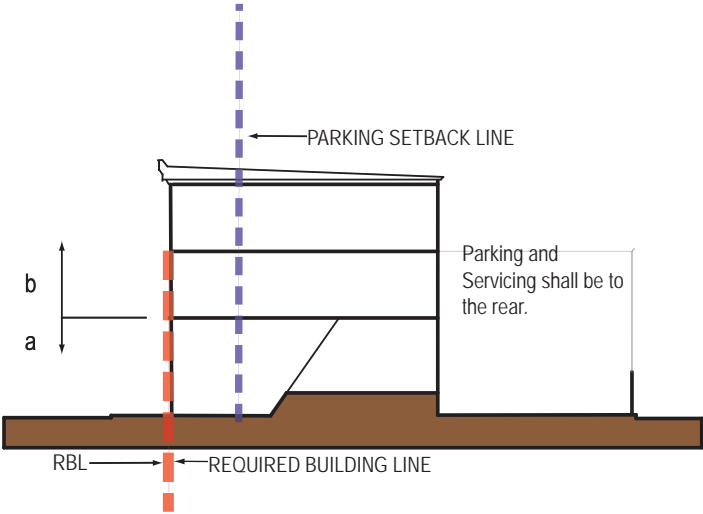 PARKING SETBACK LINE
Parking and
Servicing shall be to
the rear.
b
a
RBL
REQUIRED BUILDING LINE